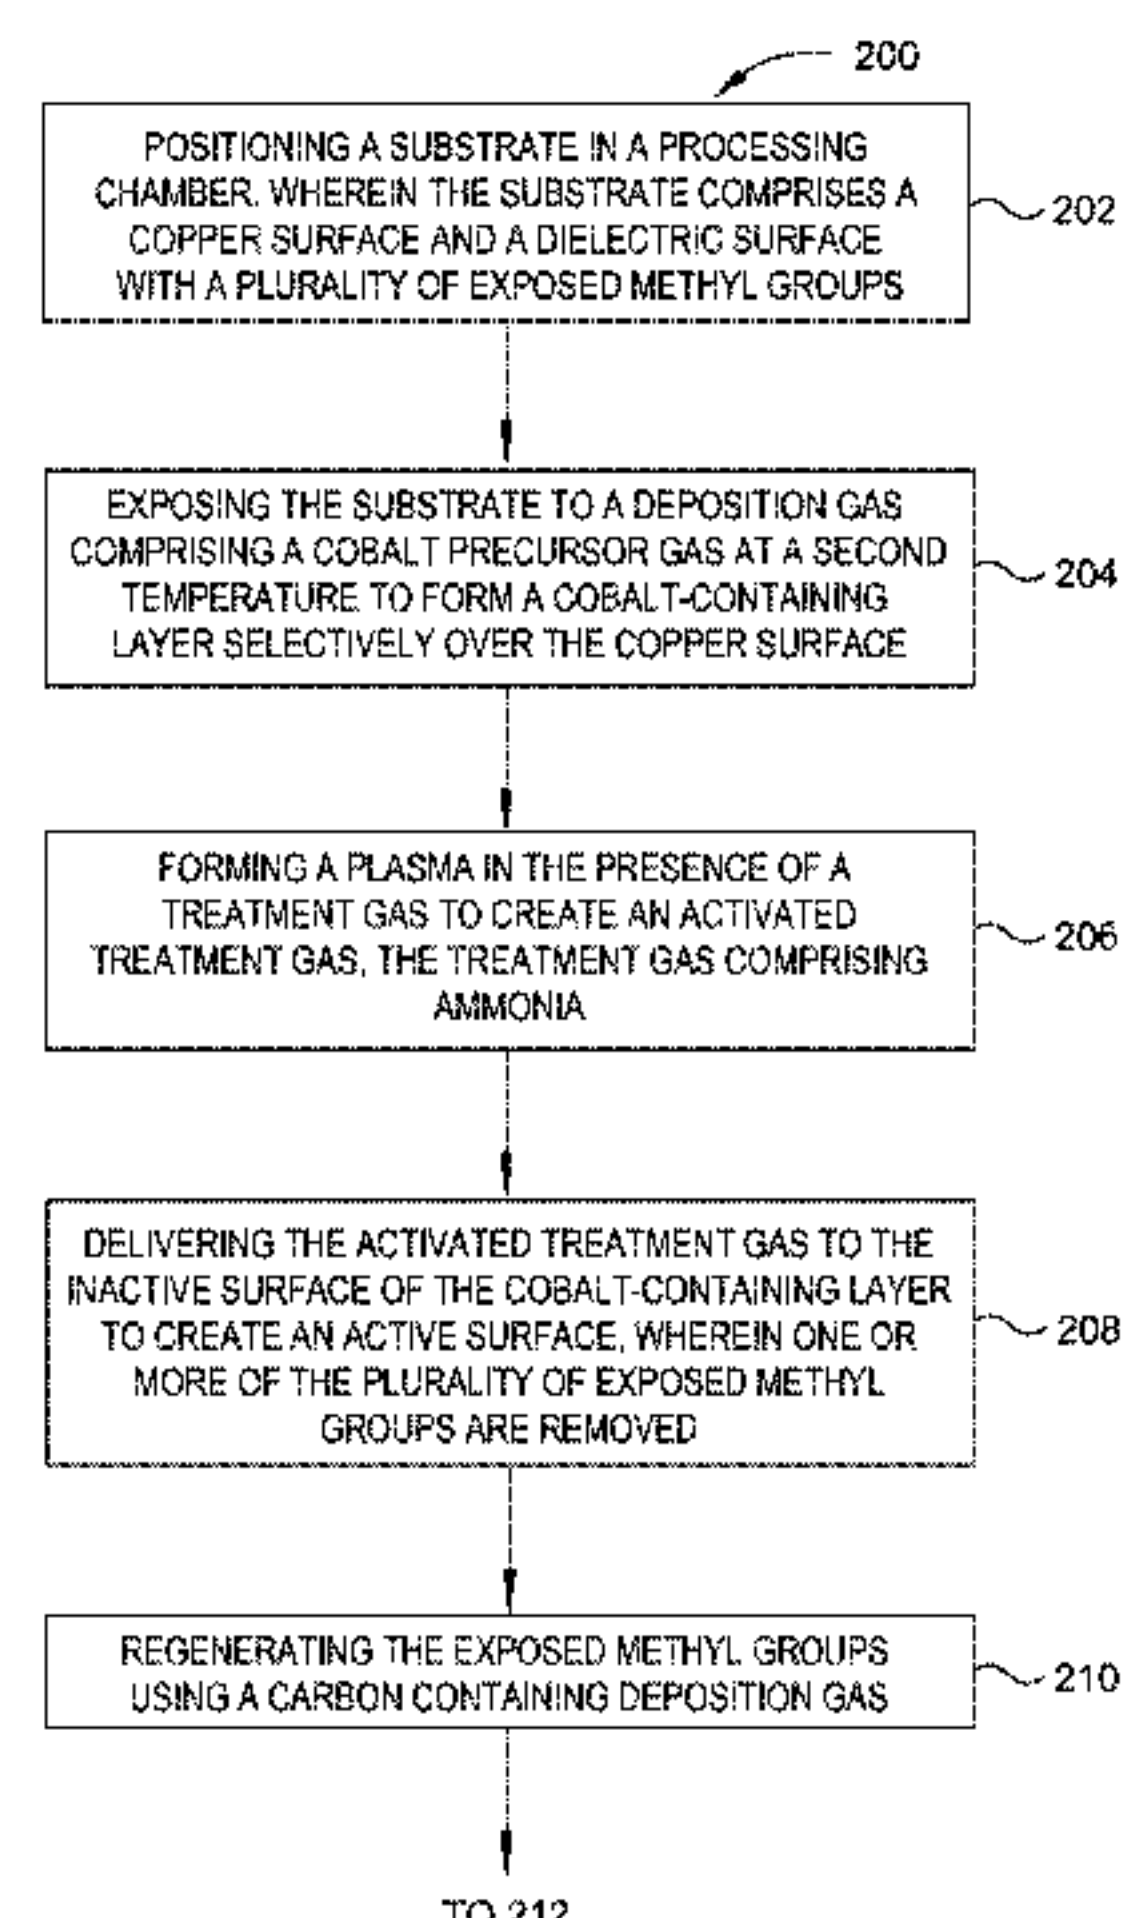 200
POSITIONING A SUBSTRATE IN A PROCESSING
CHAMBER. WHEREIN THE SUBSTRATE COMPRISES A
COPPER SURFACE AND A DIELECTRIC SURFACE
WITH A PLURALITY OF EXPOSED METHYL GROUPS
202
EXPOSING THE SUBSTRATE TO A DEPOSITION GAS
COMPRISING A COBALT PRECURSOR GAS AT A SECOND
TEMPERATURE TO FORM A COBALT-CONTAINING
LAYER SELECTIVELY OVER THE COPPER SURFACE
204
FORMING A PLASMA IN THE PRESENCE OF A
TREATMENT GAS TO CREATE AN ACTIVATED
TREATMENT GAS, THE TREATMENT GAS COMPRISING
AMMONIA
206
DELIVERING THE ACTIVATED TREATMENT GAS TO THE
INACTIVE SURFACE OF THE COBALT-CONTAINING LAYER
TO CREATE AN ACTIVE SURFACE, WHEREIN ONE OR
MORE OF THE PLURALITY OF EXPOSED METHYL
GROUPS ARE REMOVED
208
REGENERATING THE EXPOSED METHYL GROUPS
USING A CARBON CONTAINING DEPOSITION GAS
210
TO 212